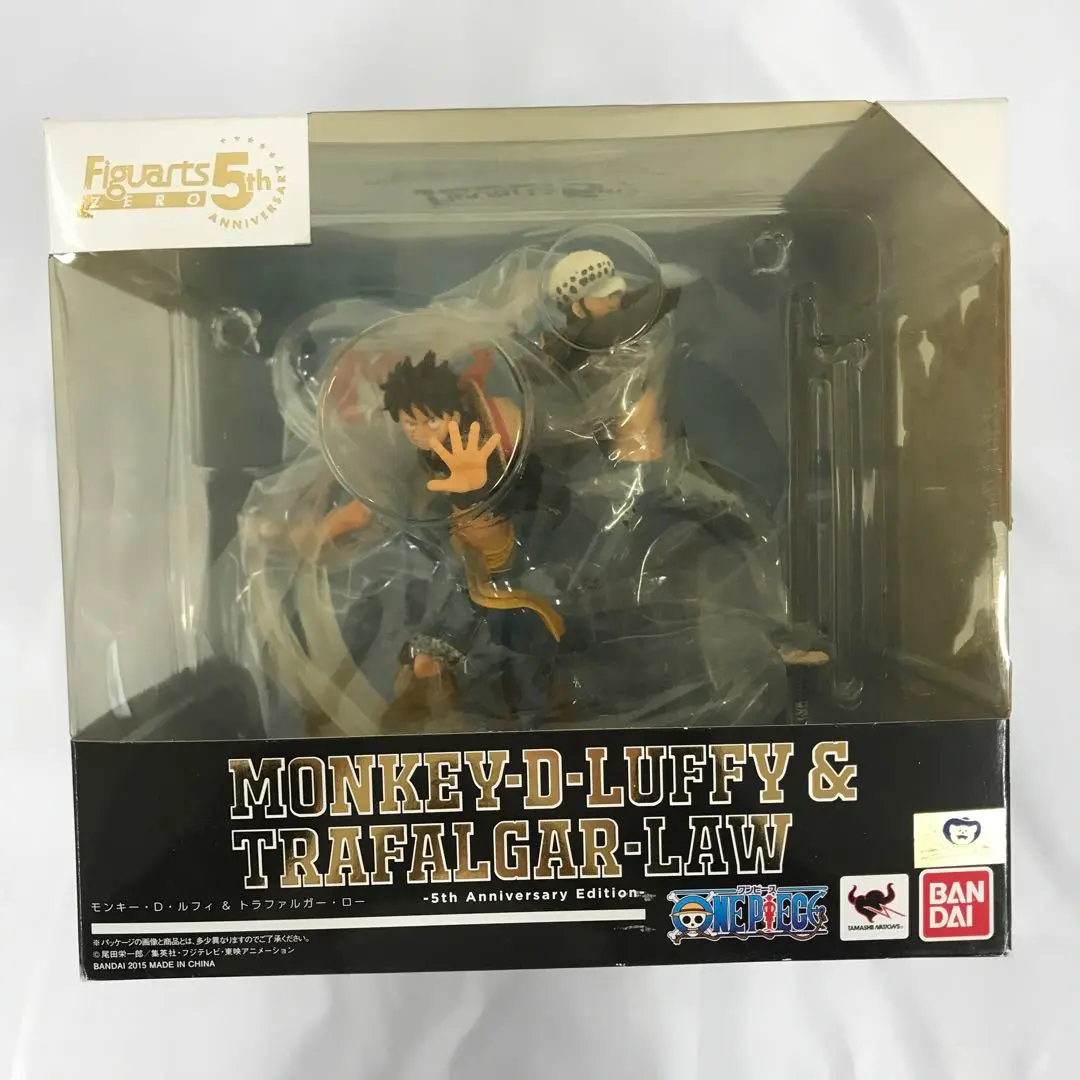 Figuarts
ZERO
5th
ANNIVERSARY
MONKEY-D-LUFFY &
TRAFALGAR-LAW
-5th Anniversary Edition-
モンキー・D・ルフィ & トラファルガー・ロー
※パッケージの画像と商品とは、多少異なりますのでご了承ください。
©尾田栄一郎／集英社・フジテレビ・東映アニメーション
BANDAI 2015 MADE IN CHINA
ワンピース
ONE PIECE
TAMASHII NATIONS
BAN
DAI